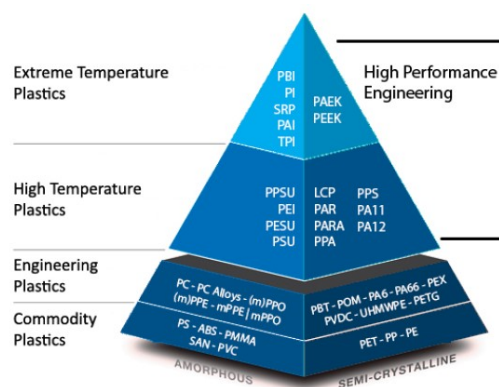 Extreme Temperature
Plastics
PBI
PI
SRP
PAI
TPI
PAEK
PEEK
High Performance
Engineering
High Temperature
Plastics
PPSU
PEI
PESU
PSU
LCP
PAR
PARA
PPA
PPS
PA11
PA12
Engineering
Plastics
PC - PC Alloys - (m)PPO
(m)PPE - mPPE | mPPO
PBT - POM - PA6 - PA66 - PEX
PVDC - UHMWPE - PETG
Commodity
Plastics
PS - ABS - PMMA
SAN - PVC
PET - PP - PE
AMORPHOUS
SEMI-CRYSTALLINE